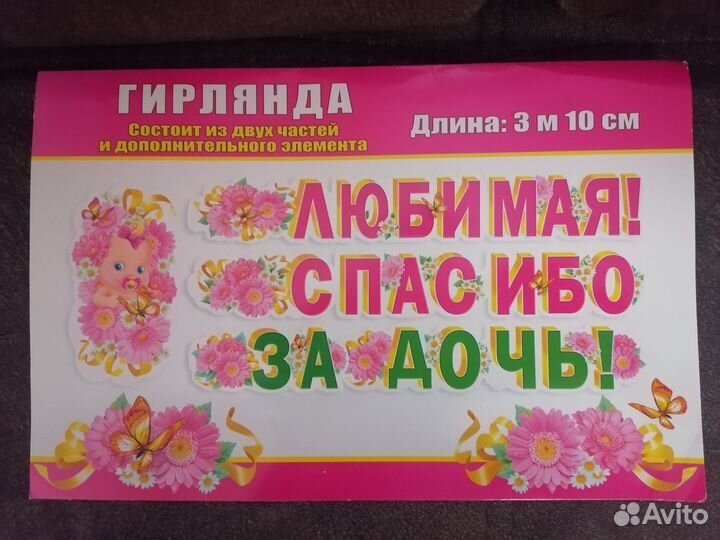 ГИРЛЯНДА
Состоит из двух частей
и дополнительного элемента
Длина: 3 м 10 см
ЛЮБИМАЯ!
СПАСИБО
ЗА ДОЧЬ!
Avito